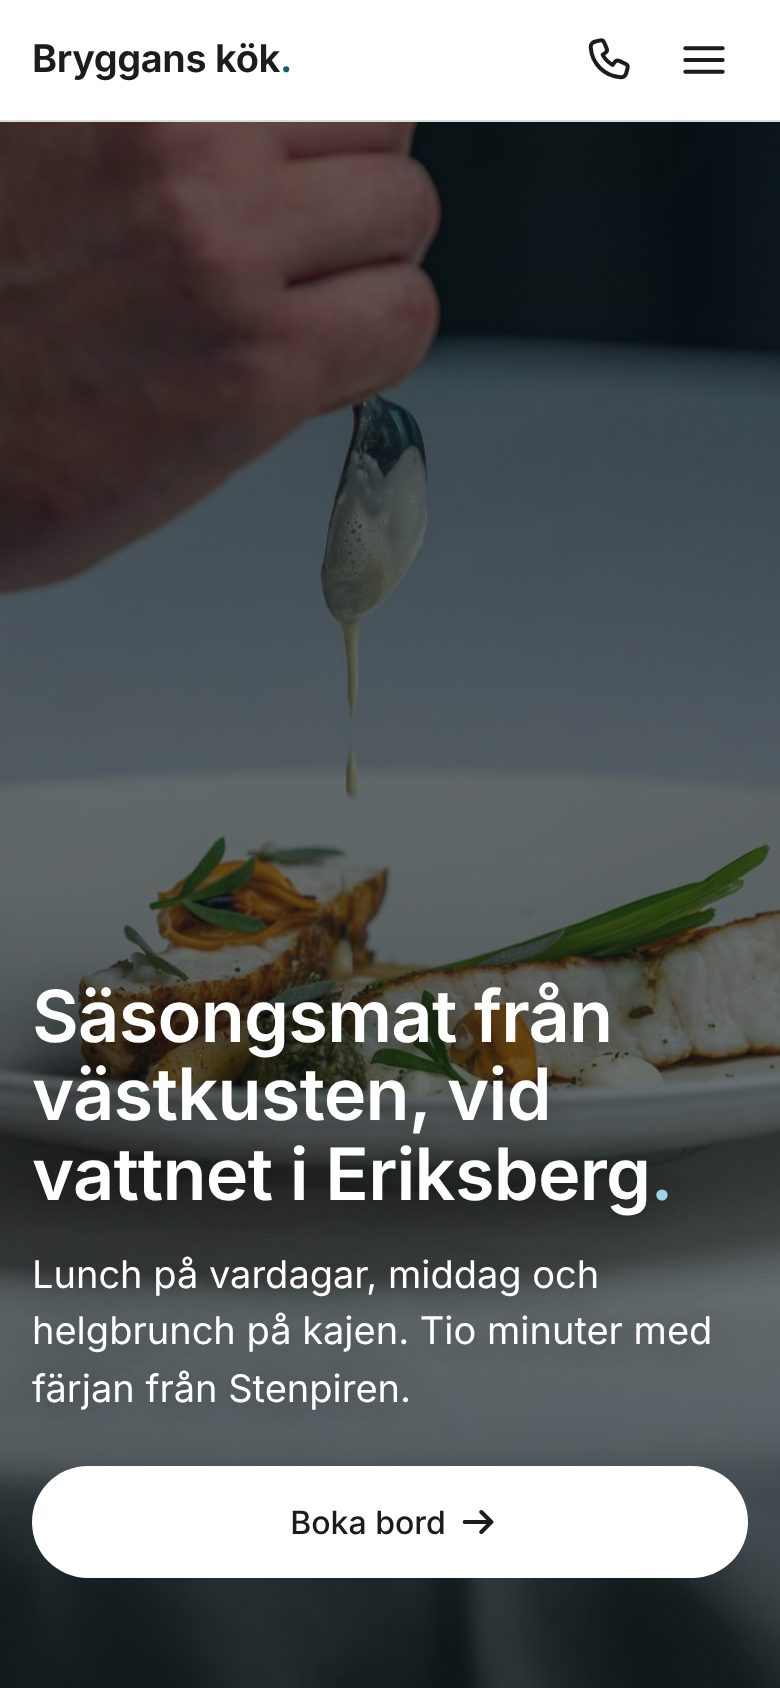 Bryggans kök.
Säsongsmat från
västkusten, vid
vattnet i Eriksberg.
Lunch på vardagar, middag och
helgbrunch på kajen. Tio minuter med
färjan från Stenpiren.
Boka bord →